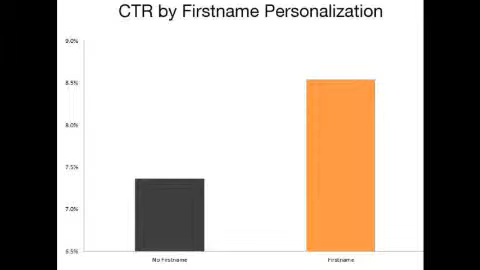 CTR by Firstname Personalization
9.0%
8.5%
8.0%
7.5%
7.0%
6.5%
No Firstname
Firstname